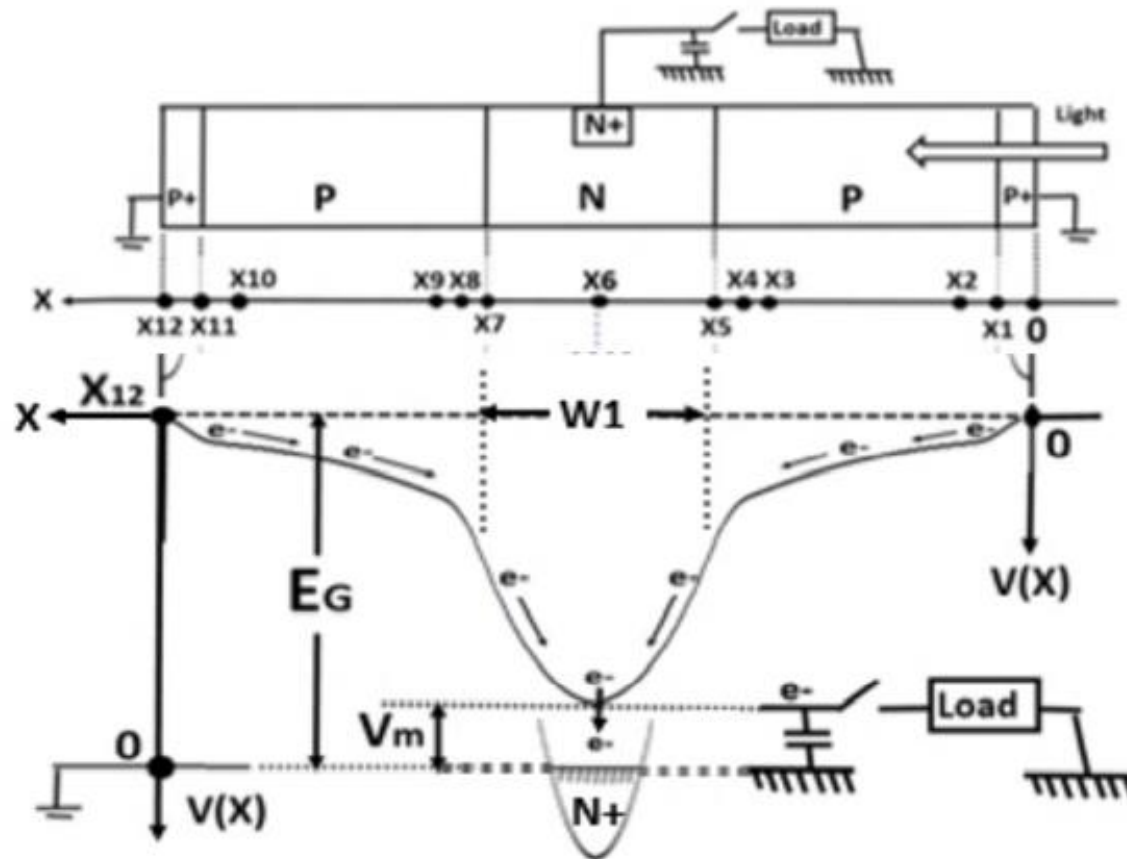 Load
N+
Light
P+ P N P P+
X X10 X9 X8 X6 X4 X3 X2
X12 X11 X7 X5 X1 0
X X12 W1 0
e- e-
e- e-
EG e- e- V(X)
e- e- Load
Vm e-
0
V(X) N+